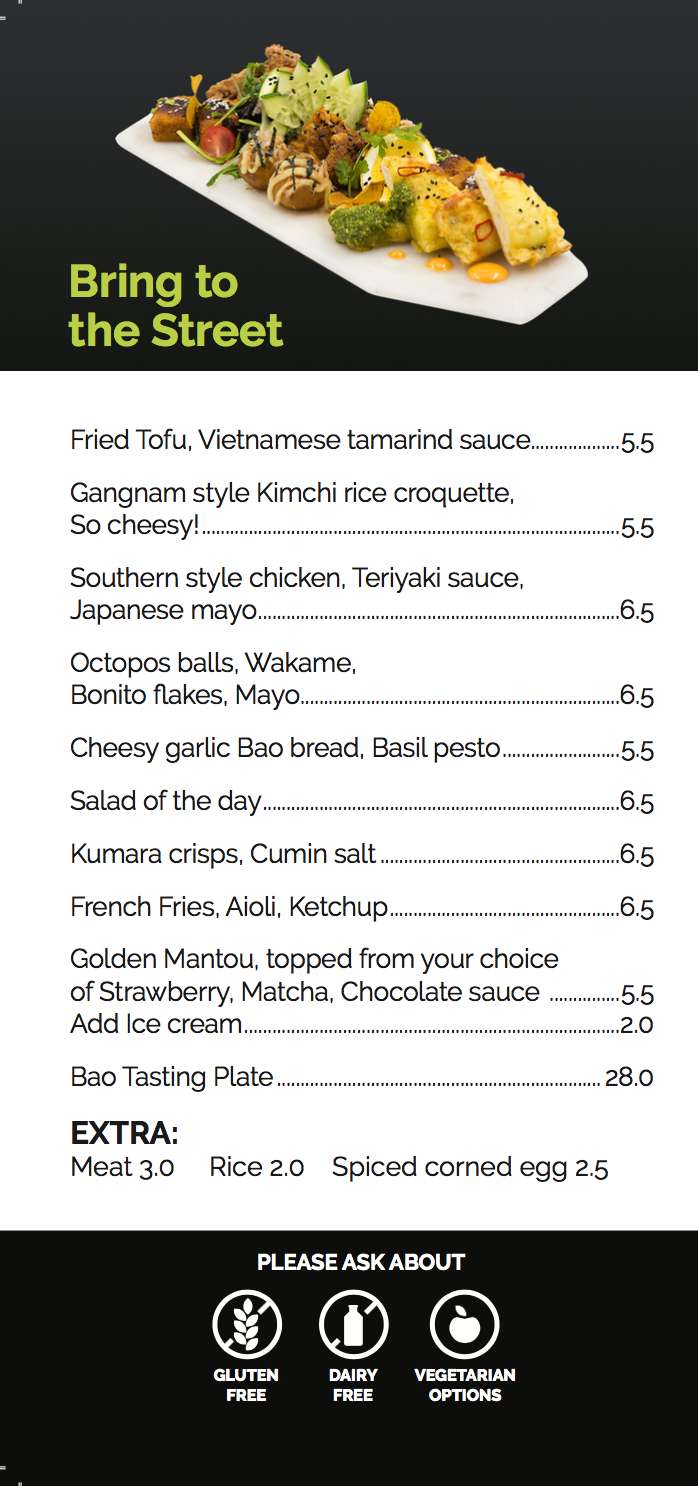 Bring to
the Street
Fried Tofu, Vietnamese tamarind sauce...................5.5
Gangnam style Kimchi rice croquette,
So cheesy!..........................................................................................5.5
Southern style chicken, Teriyaki sauce,
Japanese mayo..............................................................................6.5
Octopos balls, Wakame,
Bonito flakes, Mayo.....................................................................6.5
Cheesy garlic Bao bread, Basil pesto.........................5.5
Salad of the day.............................................................................6.5
Kumara crisps, Cumin salt ...................................................6.5
French Fries, Aioli, Ketchup.................................................6.5
Golden Mantou, topped from your choice
of Strawberry, Matcha, Chocolate sauce ...............5.5
Add Ice cream.................................................................................2.0
Bao Tasting Plate ...................................................................... 28.0
EXTRA:
Meat 3.0 Rice 2.0 Spiced corned egg 2.5
PLEASE ASK ABOUT
GLUTEN DAIRY VEGETARIAN
FREE FREE OPTIONS